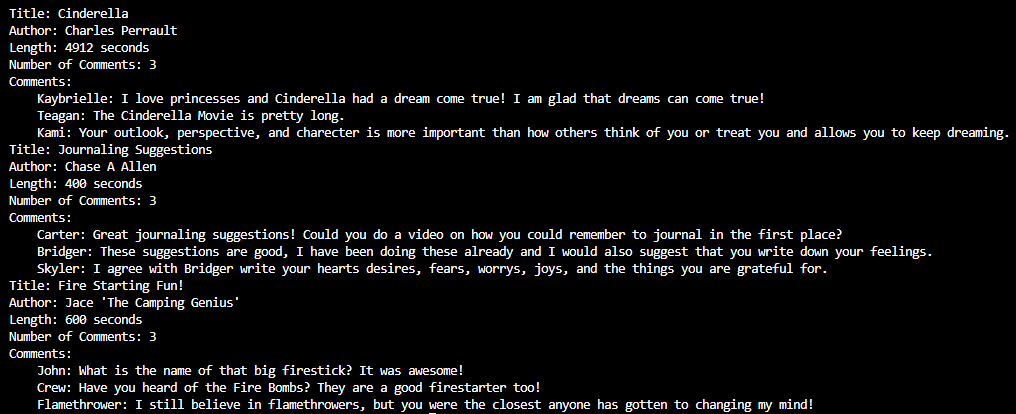 Title: Cinderella
Author: Charles Perrault
Length: 4912 seconds
Number of Comments: 3
Comments:
    Kaybrielle: I love princesses and Cinderella had a dream come true! I am glad that dreams can come true!
    Teagan: The Cinderella Movie is pretty long.
    Kami: Your outlook, perspective, and charecter is more important than how others think of you or treat you and allows you to keep dreaming.
Title: Journaling Suggestions
Author: Chase A Allen
Length: 400 seconds
Number of Comments: 3
Comments:
    Carter: Great journaling suggestions! Could you do a video on how you could remember to journal in the first place?
    Bridger: These suggestions are good, I have been doing these already and I would also suggest that you write down your feelings.
    Skyler: I agree with Bridger write your hearts desires, fears, worrys, joys, and the things you are grateful for.
Title: Fire Starting Fun!
Author: Jace 'The Camping Genius'
Length: 600 seconds
Number of Comments: 3
Comments:
    John: What is the name of that big firestick? It was awesome!
    Crew: Have you heard of the Fire Bombs? They are a good firestarter too!
    Flamethrower: I still believe in flamethrowers, but you were the closest anyone has gotten to changing my mind!